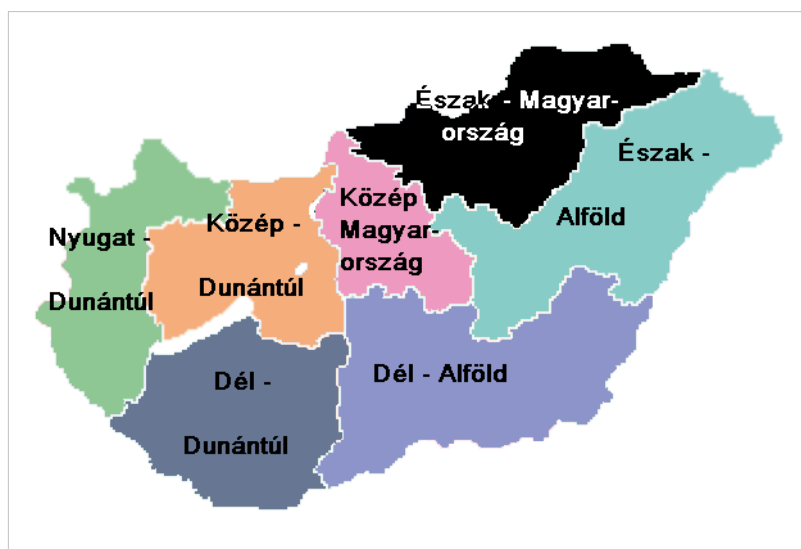 Észak - Magyar-
ország
Észak -
Alföld
Közép
Magyar-
ország
Közép -
Dunántúl
Nyugat -
Dunántúl
Dél -
Dunántúl
Dél - Alföld